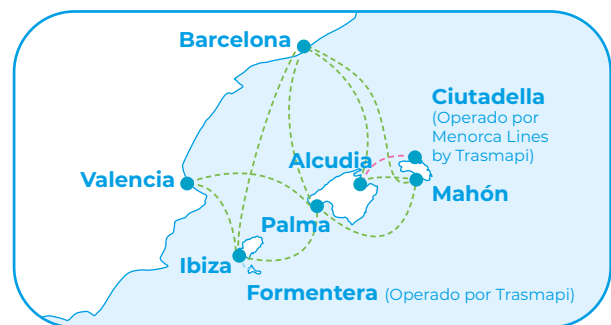 Barcelona
Ciutadella
(Operado por
Menorca Lines
by Trasmapi)
Alcudia
Valencia
Mahón
Palma
Ibiza
Formentera (Operado por Trasmapi)